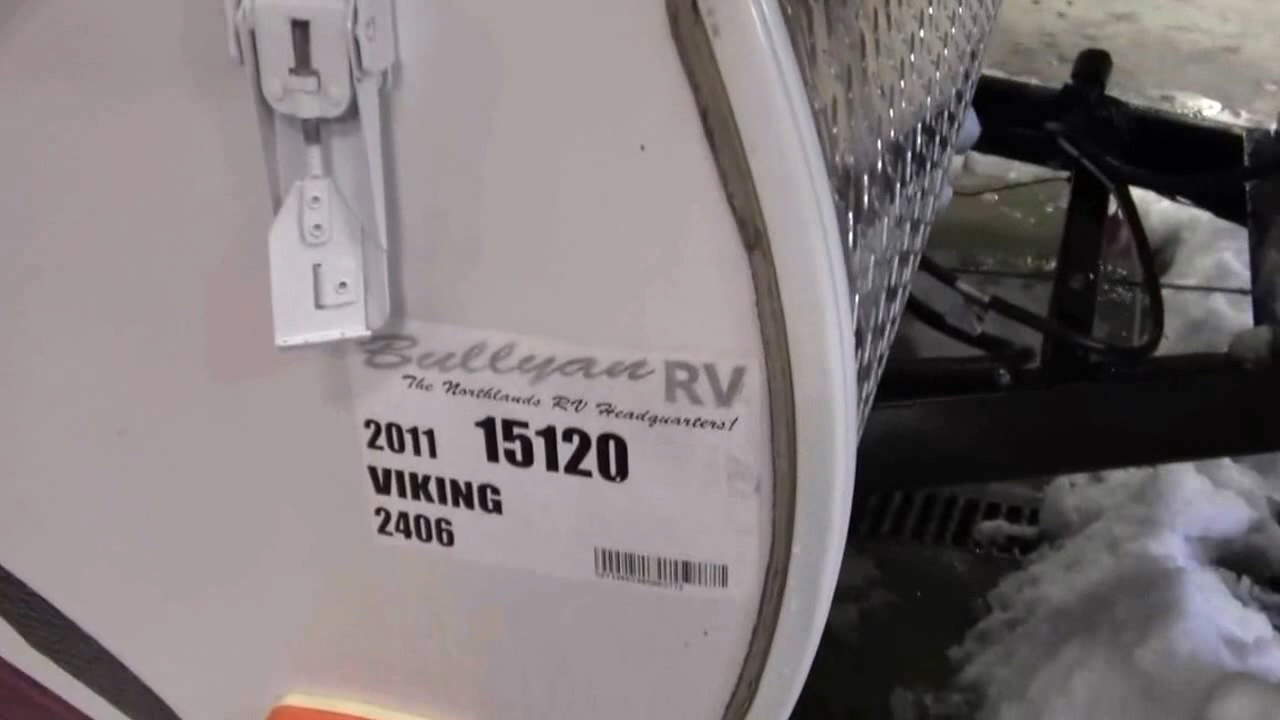 Bullyan RV
The Northlands RV Headquarters!
2011 15120
VIKING
2406